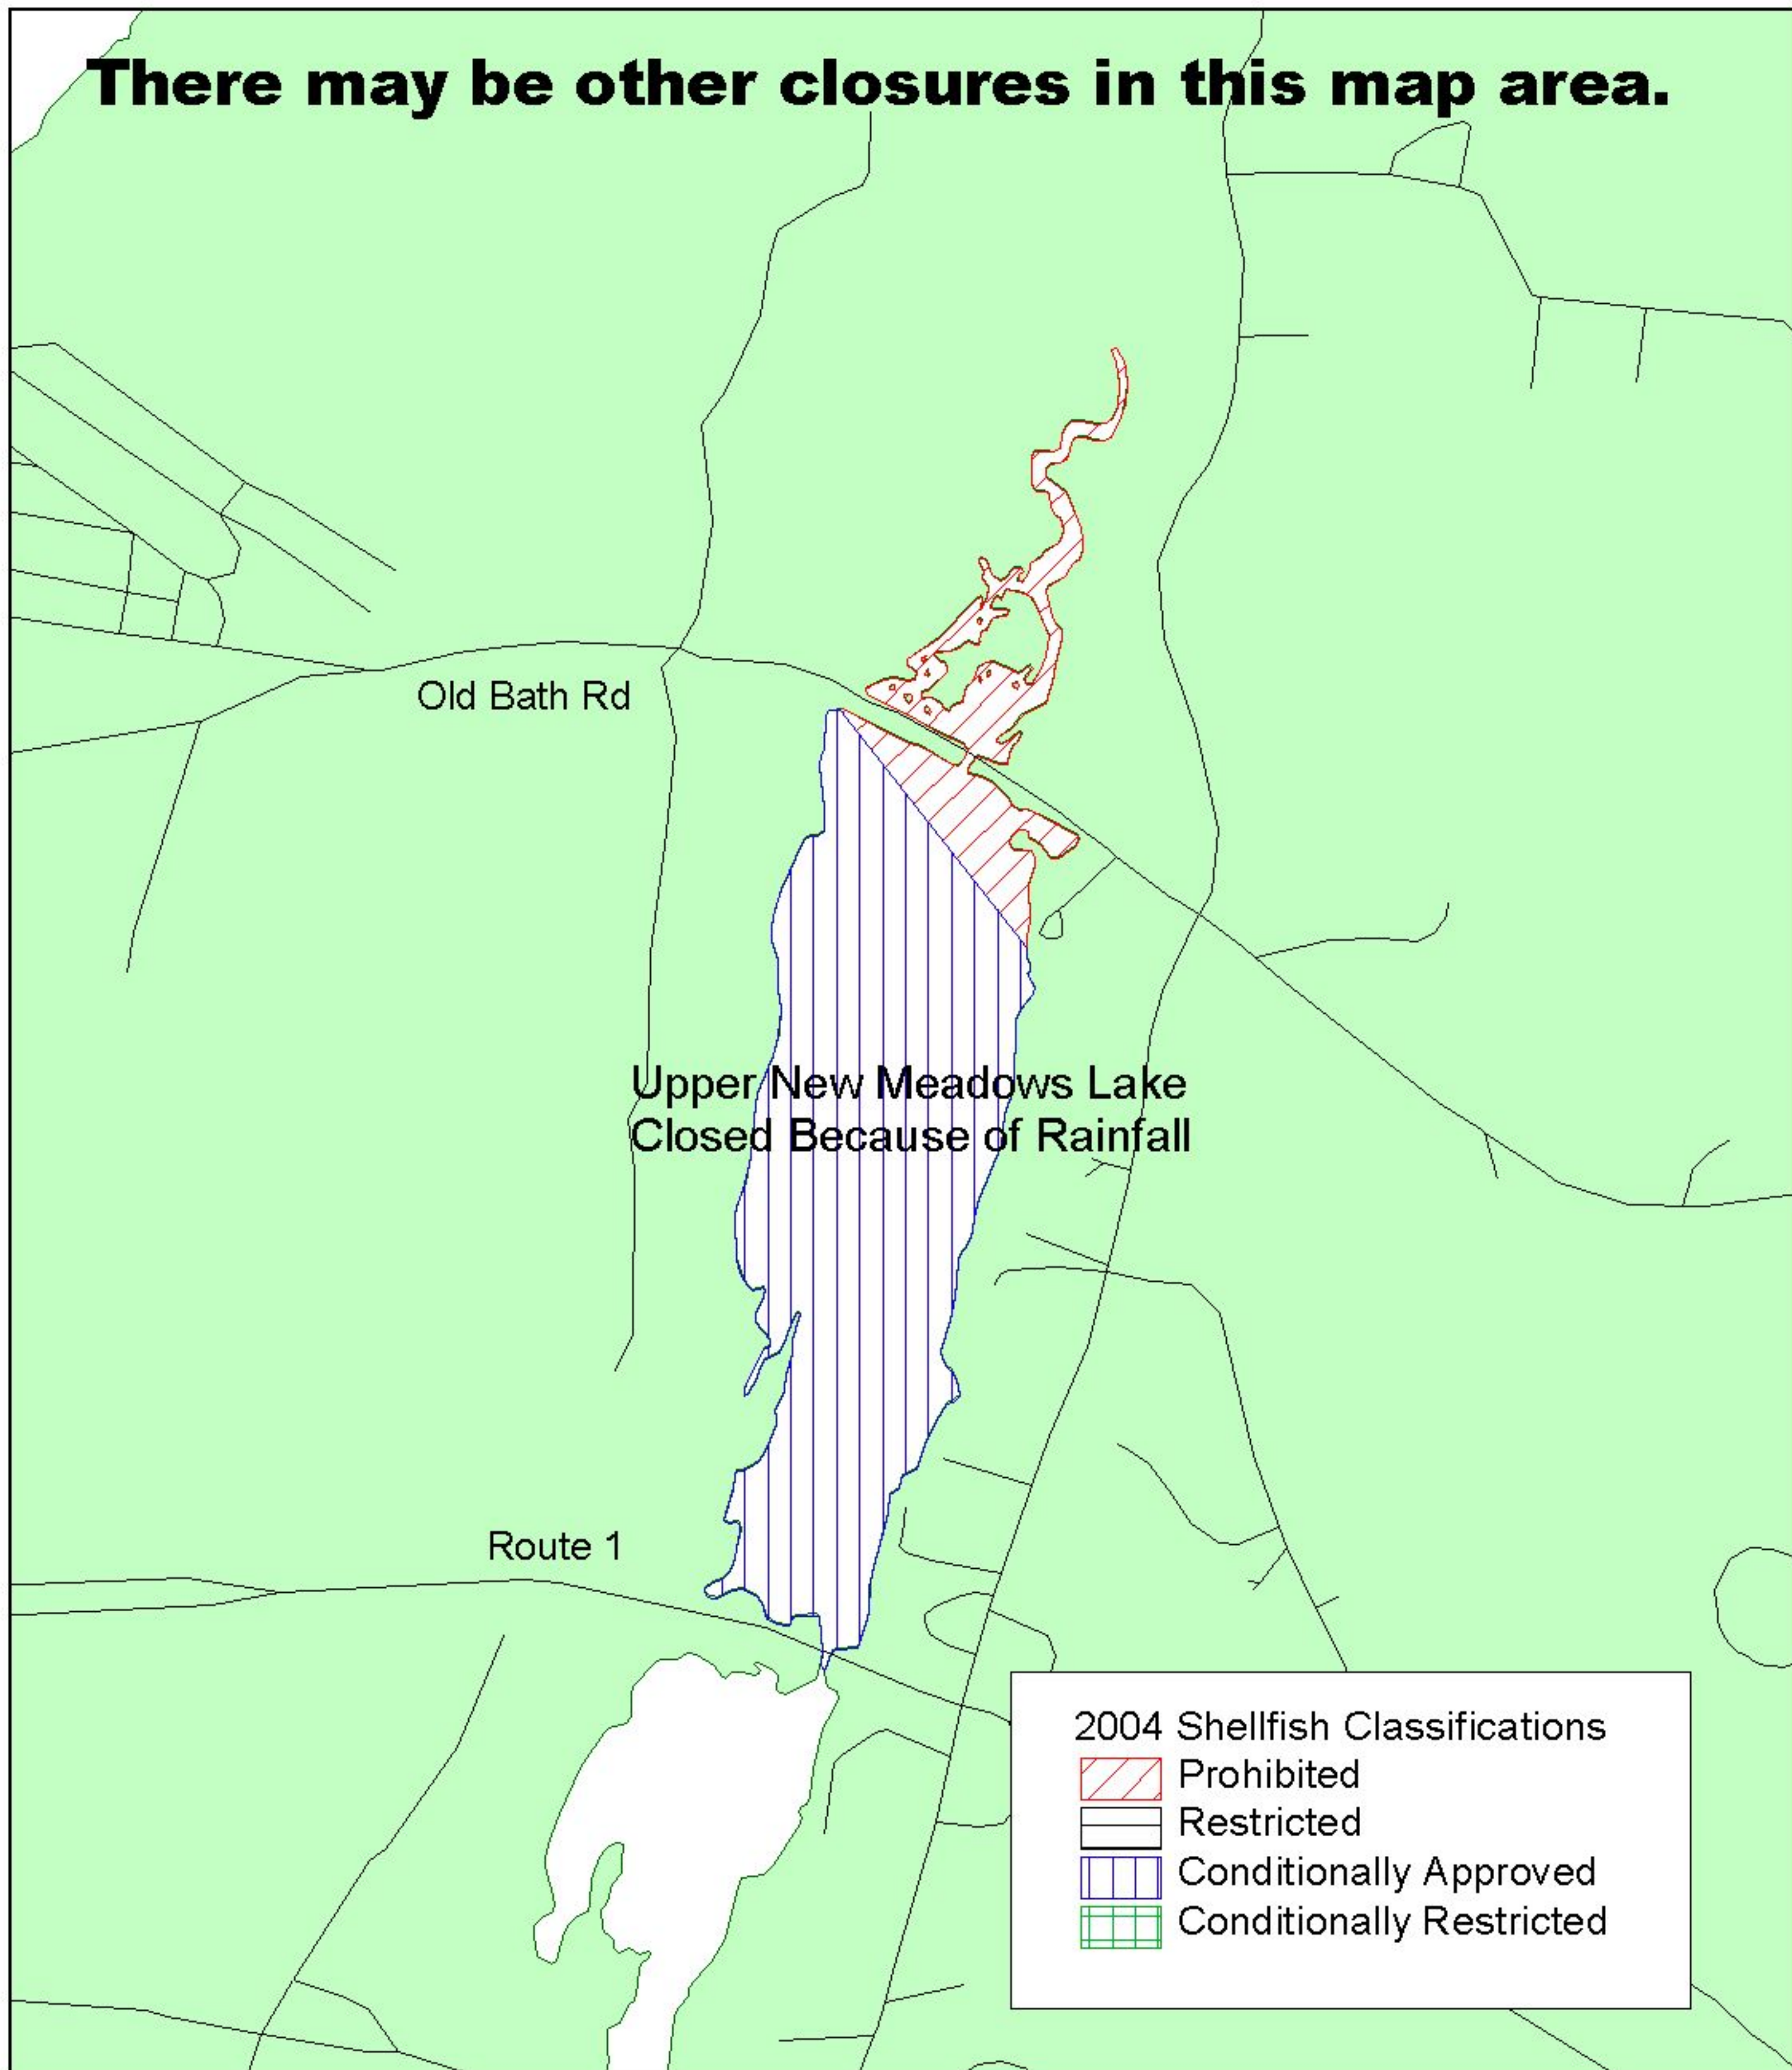 There may be other closures in this map area.
Old Bath Rd
Upper New Meadows Lake
Closed Because of Rainfall
Route 1
2004 Shellfish Classifications
Prohibited
Restricted
Conditionally Approved
Conditionally Restricted